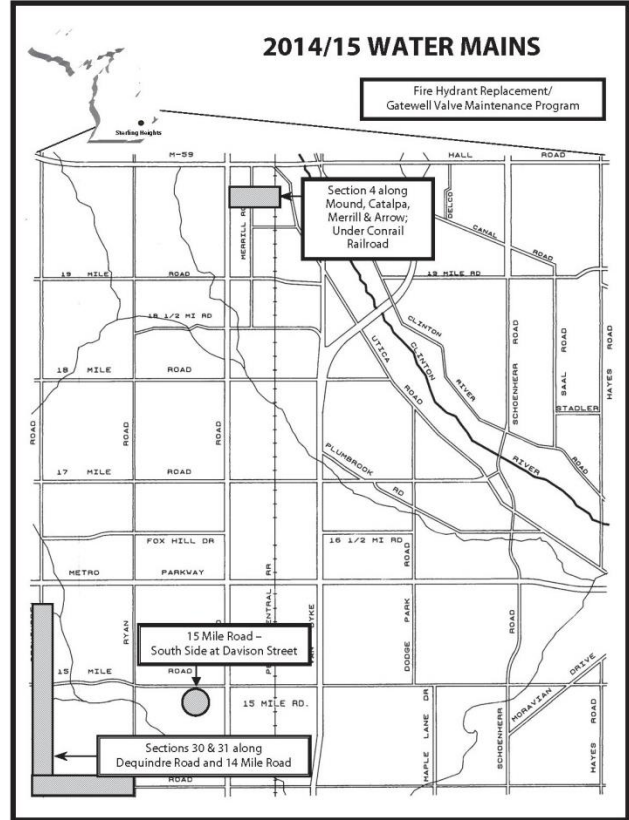 2014/15 WATER MAINS
Fire Hydrant Replacement/
Gatewell Valve Maintenance Program
Sterling Heights
M-59
HALL ROAD
Section 4 along
Mound, Catalpa,
Merrill & Arrow;
Under Conrail
Railroad
MERRILL RD
DELCO
CANAL ROAD
19 MILE ROAD
19 MILE RD
18 1/2 MI RD
UTICA ROAD
CLINTON RIVER
CLINTON RIVER ROAD
SCHOENHERR ROAD
SAAL ROAD
HAYES ROAD
18 MILE ROAD
STADLER
ROAD
ROAD
ROAD
17 MILE ROAD
PLUMBROOK RD
FOX HILL DR
16 1/2 MI RD
METRO PARKWAY
RYAN
DODGE PARK ROAD
ROAD
15 Mile Road –
South Side at Davison Street
15 MILE ROAD
15 MILE RD.
MAPLE LANE DR
SCHOENHERR
MORAVIAN DRIVE
HAYES ROAD
Sections 30 & 31 along
Dequindre Road and 14 Mile Road
ROAD